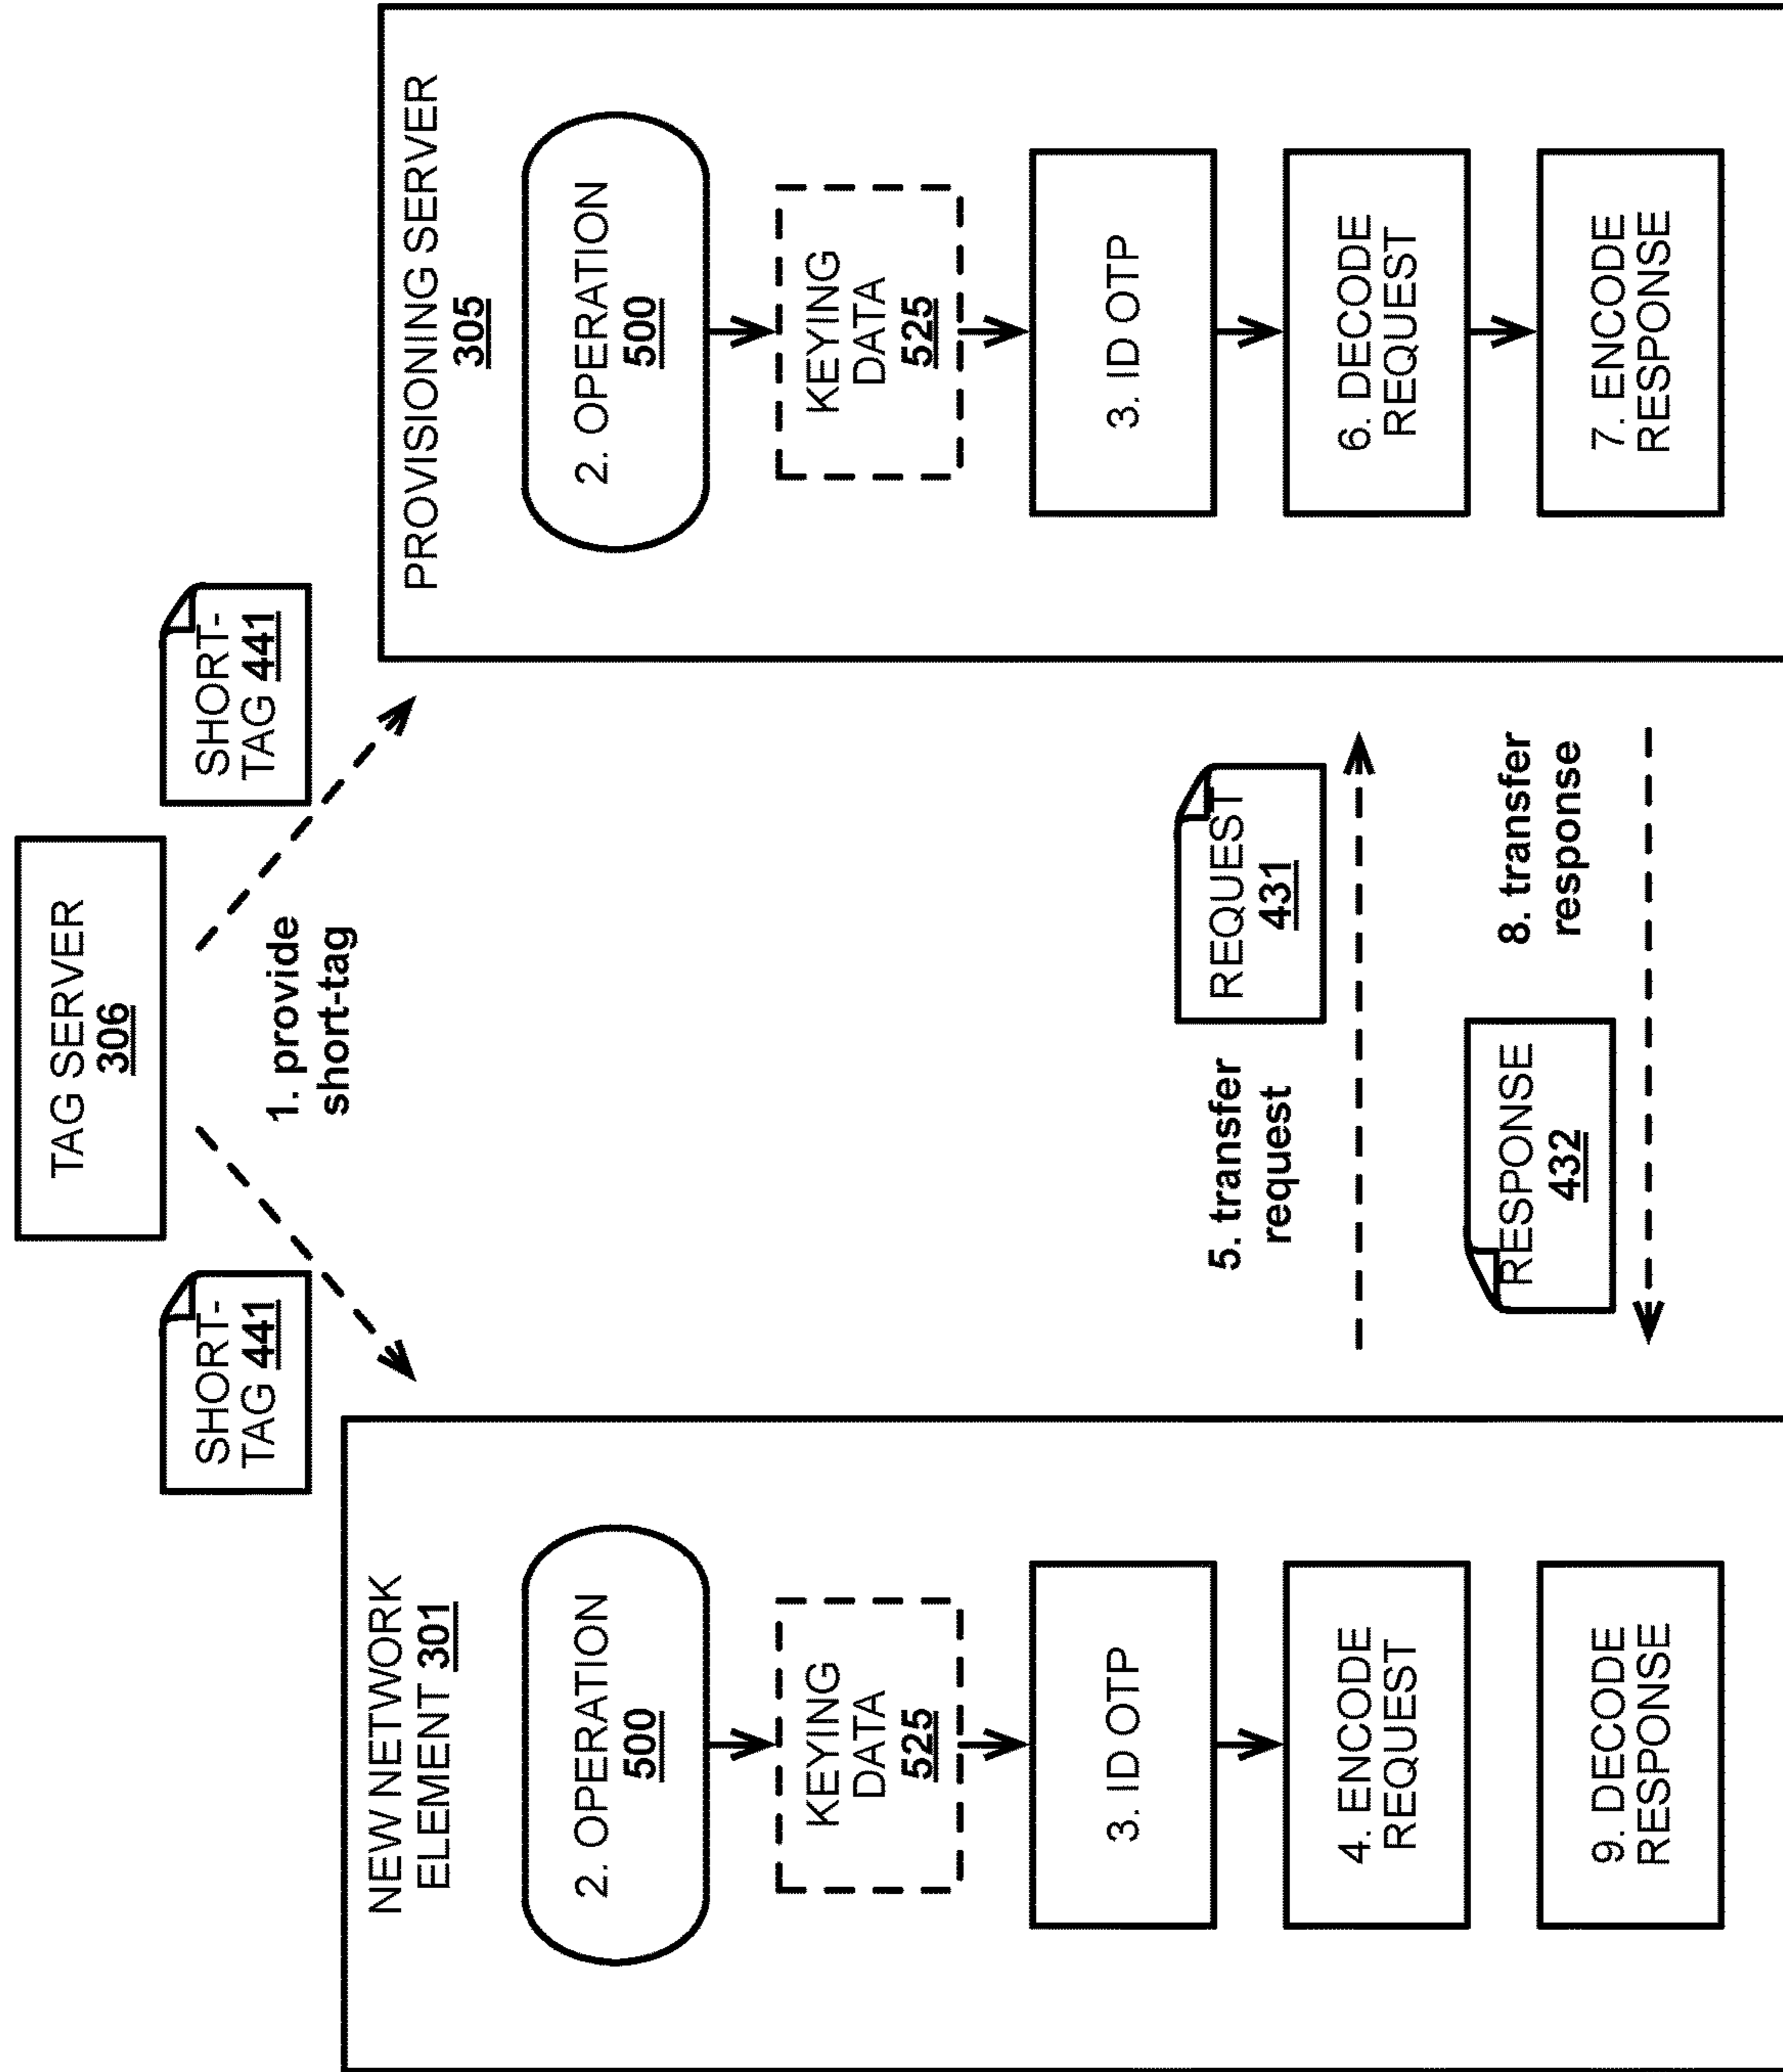 TAG SERVER
306
SHORT-
TAG 441
SHORT-
TAG 441
1. provide
short-tag
NEW NETWORK
ELEMENT 301
2. OPERATION
500
KEYING
DATA
525
3. ID OTP
4. ENCODE
REQUEST
9. DECODE
RESPONSE
5. transfer
request
REQUEST
431
RESPONSE
432
8. transfer
response
PROVISIONING SERVER
305
2. OPERATION
500
KEYING
DATA
525
3. ID OTP
6. DECODE
REQUEST
7. ENCODE
RESPONSE